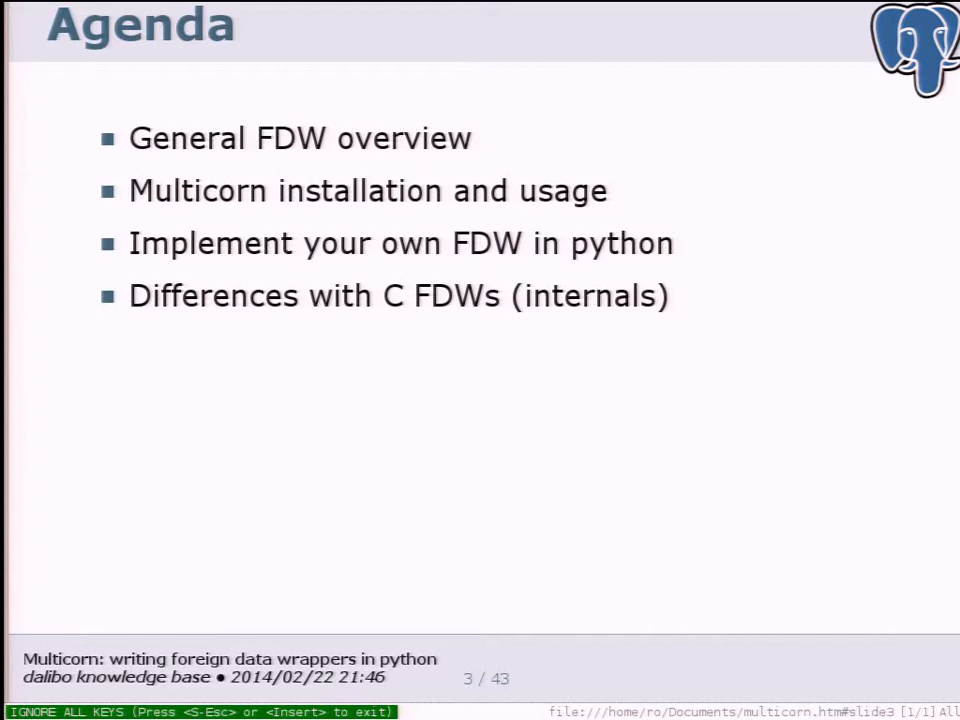 Agenda
General FDW overview
Multicorn installation and usage
Implement your own FDW in python
Differences with C FDWs (internals)
Multicorn: writing foreign data wrappers in python
dalibo knowledge base ● 2014/02/22 21:46
3 / 43
IGNORE ALL KEYS (Press <S-Esc> or <Insert> to exit)
file:///home/ro/Documents/multicorn.htm#slide3 [1/1] All